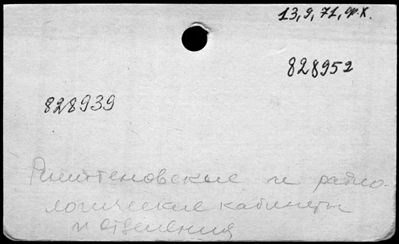 13,9,71, ф.к.
828952
828939
Рентгеновские и радио-
логические кабинеты
и отделения